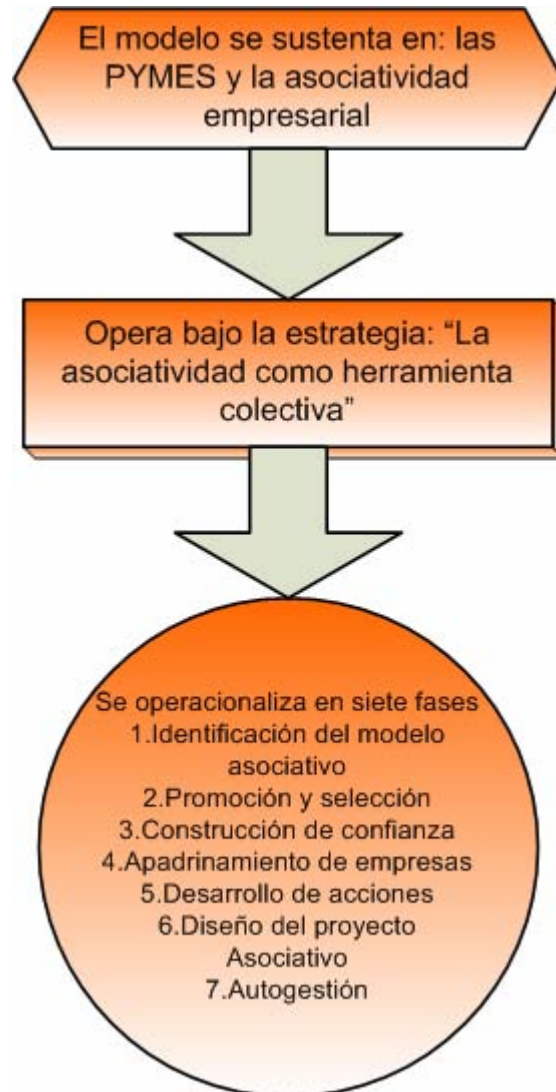 El modelo se sustenta en: las
PYMES y la asociatividad
empresarial
Opera bajo la estrategia: “La
asociatividad como herramienta
colectiva”
Se operacionaliza en siete fases
1.Identificación del modelo
asociativo
2.Promoción y selección
3.Construcción de confianza
4.Apadrinamiento de empresas
5.Desarrollo de acciones
6.Diseño del proyecto
Asociativo
7.Autogestión